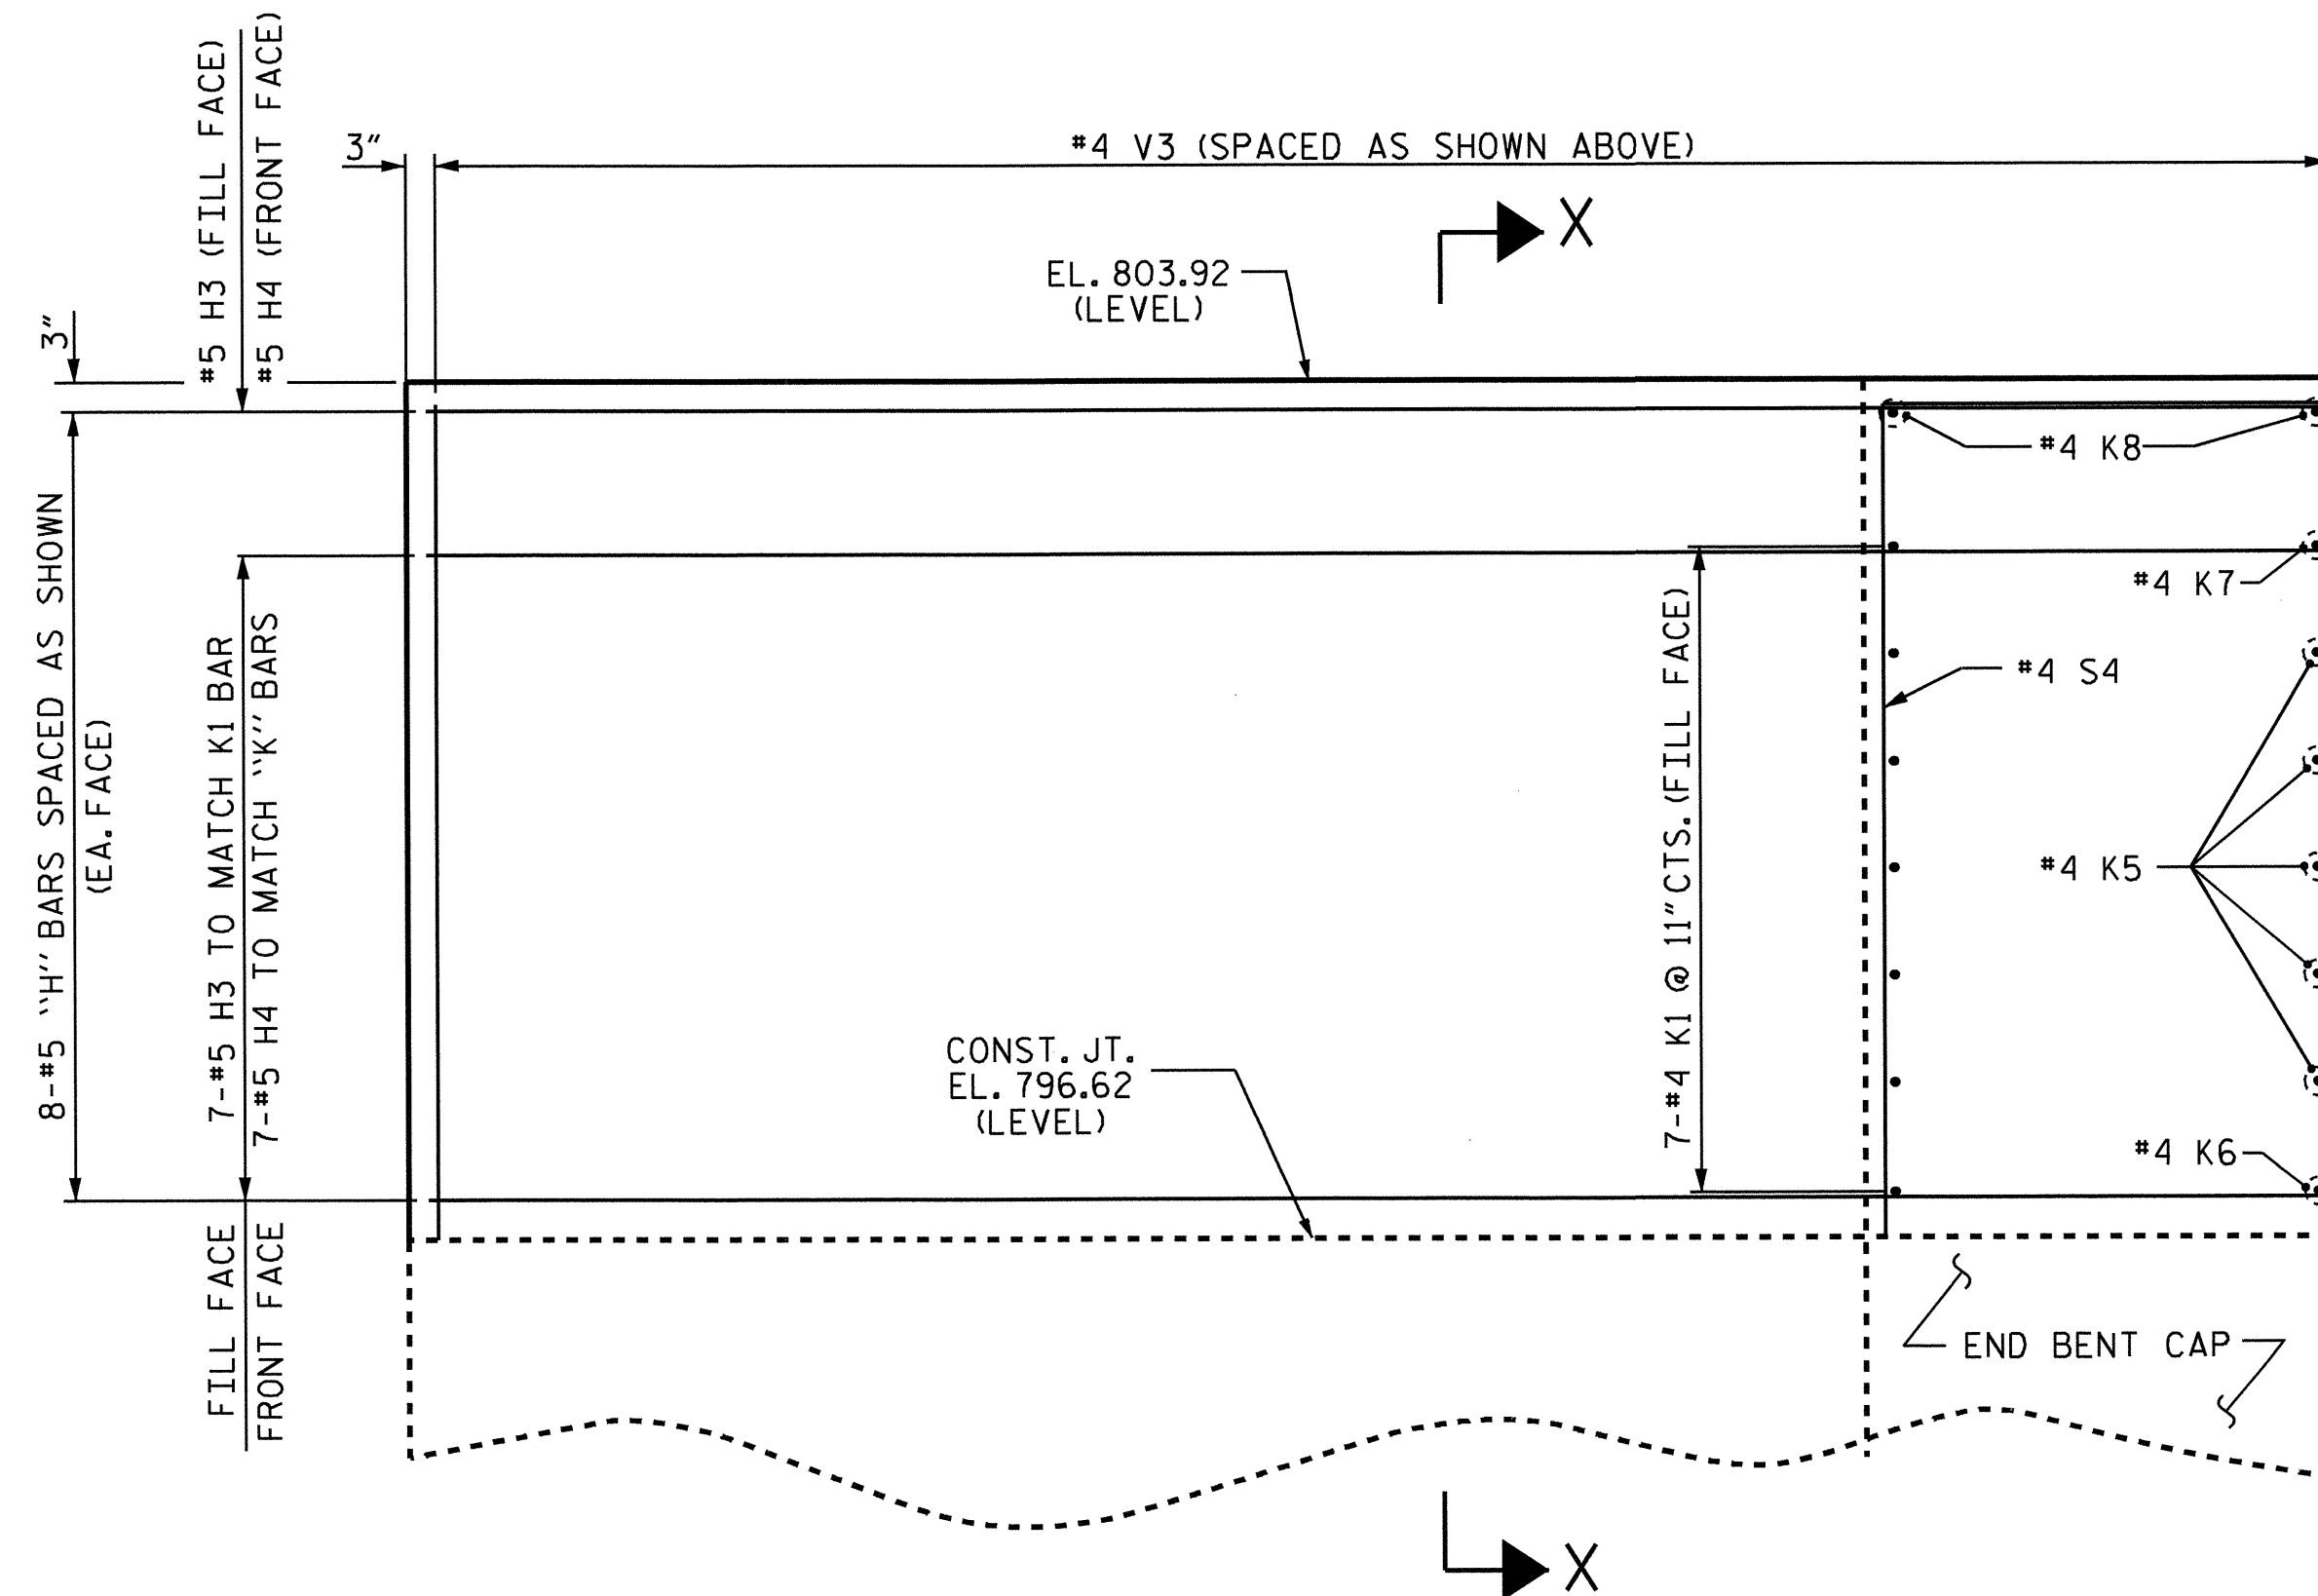 #5 H3 (FILL FACE)
#5 H4 (FRONT FACE)
3"
#4 V3 (SPACED AS SHOWN ABOVE)
X
EL. 803.92
(LEVEL)
3"
#4 K8
#4 K7
8-#5 "H" BARS SPACED AS SHOWN
(EA. FACE)
7-#5 H3 TO MATCH K1 BAR
7-#5 H4 TO MATCH "K" BARS
7-#4 K1 @ 11" CTS. (FILL FACE)
#4 S4
#4 K5
CONST. JT.
EL. 796.62
(LEVEL)
#4 K6
FILL FACE
FRONT FACE
END BENT CAP
X